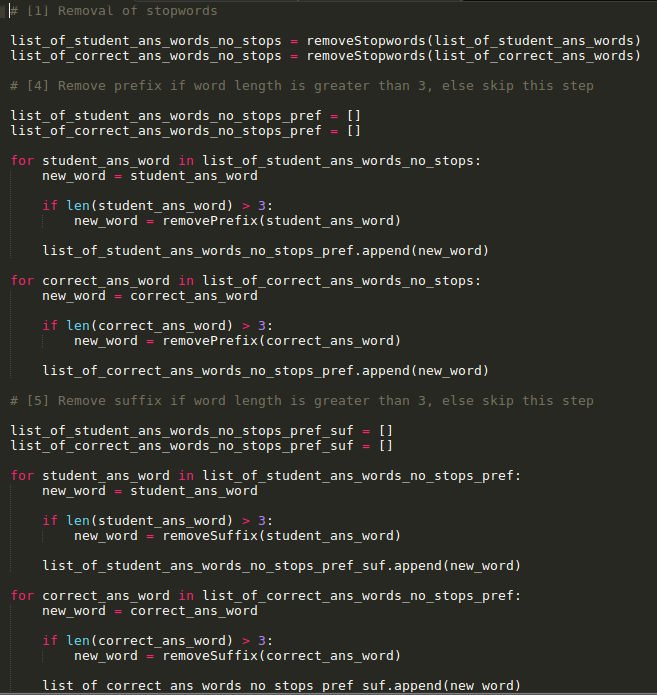 # [1] Removal of stopwords
list_of_student_ans_words_no_stops = removeStopwords(list_of_student_ans_words)
list_of_correct_ans_words_no_stops = removeStopwords(list_of_correct_ans_words)
# [4] Remove prefix if word length is greater than 3, else skip this step
list_of_student_ans_words_no_stops_pref = []
list_of_correct_ans_words_no_stops_pref = []
for student_ans_word in list_of_student_ans_words_no_stops:
    new_word = student_ans_word
    if len(student_ans_word) > 3:
        new_word = removePrefix(student_ans_word)
    list_of_student_ans_words_no_stops_pref.append(new_word)
for correct_ans_word in list_of_correct_ans_words_no_stops:
    new_word = correct_ans_word
    if len(correct_ans_word) > 3:
        new_word = removePrefix(correct_ans_word)
    list_of_correct_ans_words_no_stops_pref.append(new_word)
# [5] Remove suffix if word length is greater than 3, else skip this step
list_of_student_ans_words_no_stops_pref_suf = []
list_of_correct_ans_words_no_stops_pref_suf = []
for student_ans_word in list_of_student_ans_words_no_stops_pref:
    new_word = student_ans_word
    if len(student_ans_word) > 3:
        new_word = removeSuffix(student_ans_word)
    list_of_student_ans_words_no_stops_pref_suf.append(new_word)
for correct_ans_word in list_of_correct_ans_words_no_stops_pref:
    new_word = correct_ans_word
    if len(correct_ans_word) > 3:
        new_word = removeSuffix(correct_ans_word)
    list_of_correct_ans_words_no_stops_pref_suf.append(new_word)